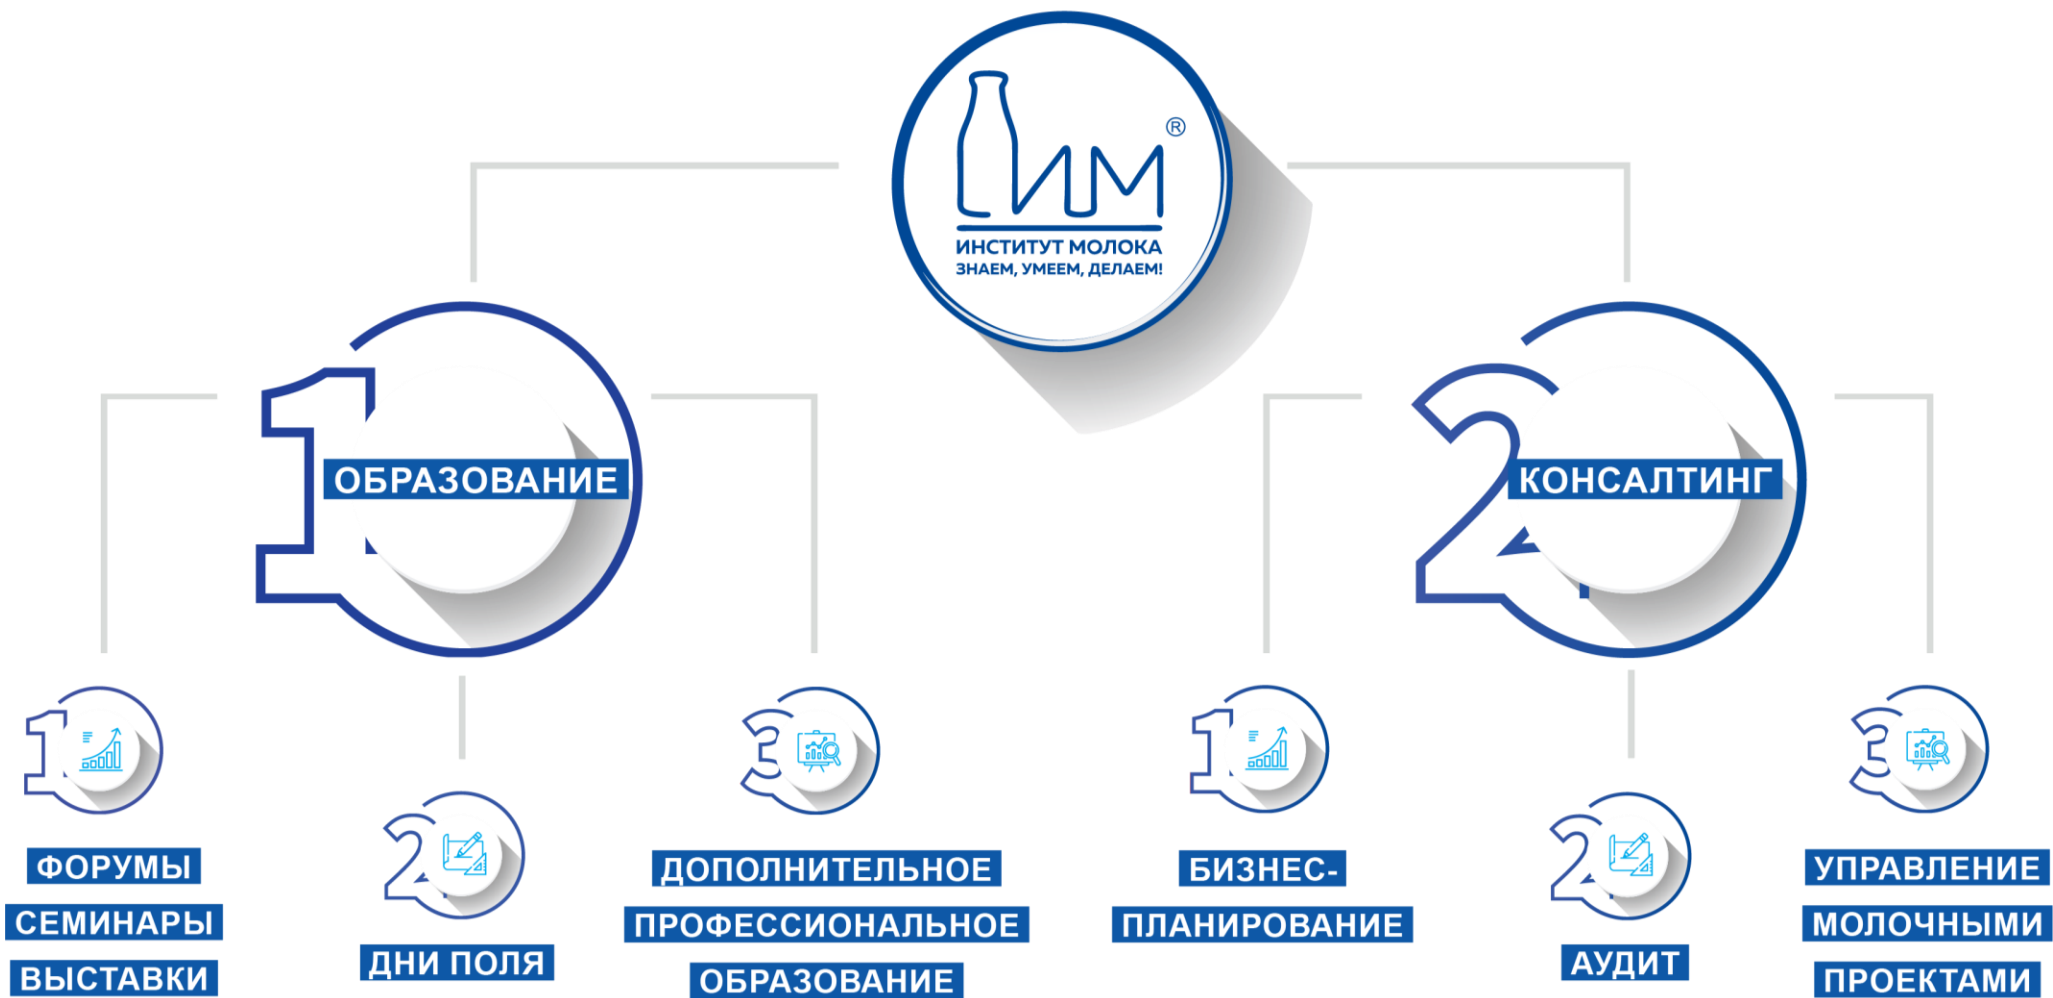 ИМ ®
ИНСТИТУТ МОЛОКА
ЗНАЕМ, УМЕЕМ, ДЕЛАЕМ!
1
ОБРАЗОВАНИЕ
2
КОНСАЛТИНГ
1
ФОРУМЫ
СЕМИНАРЫ
ВЫСТАВКИ
2
ДНИ ПОЛЯ
3
ДОПОЛНИТЕЛЬНОЕ
ПРОФЕССИОНАЛЬНОЕ
ОБРАЗОВАНИЕ
1
БИЗНЕС-
ПЛАНИРОВАНИЕ
2
АУДИТ
3
УПРАВЛЕНИЕ
МОЛОЧНЫМИ
ПРОЕКТАМИ